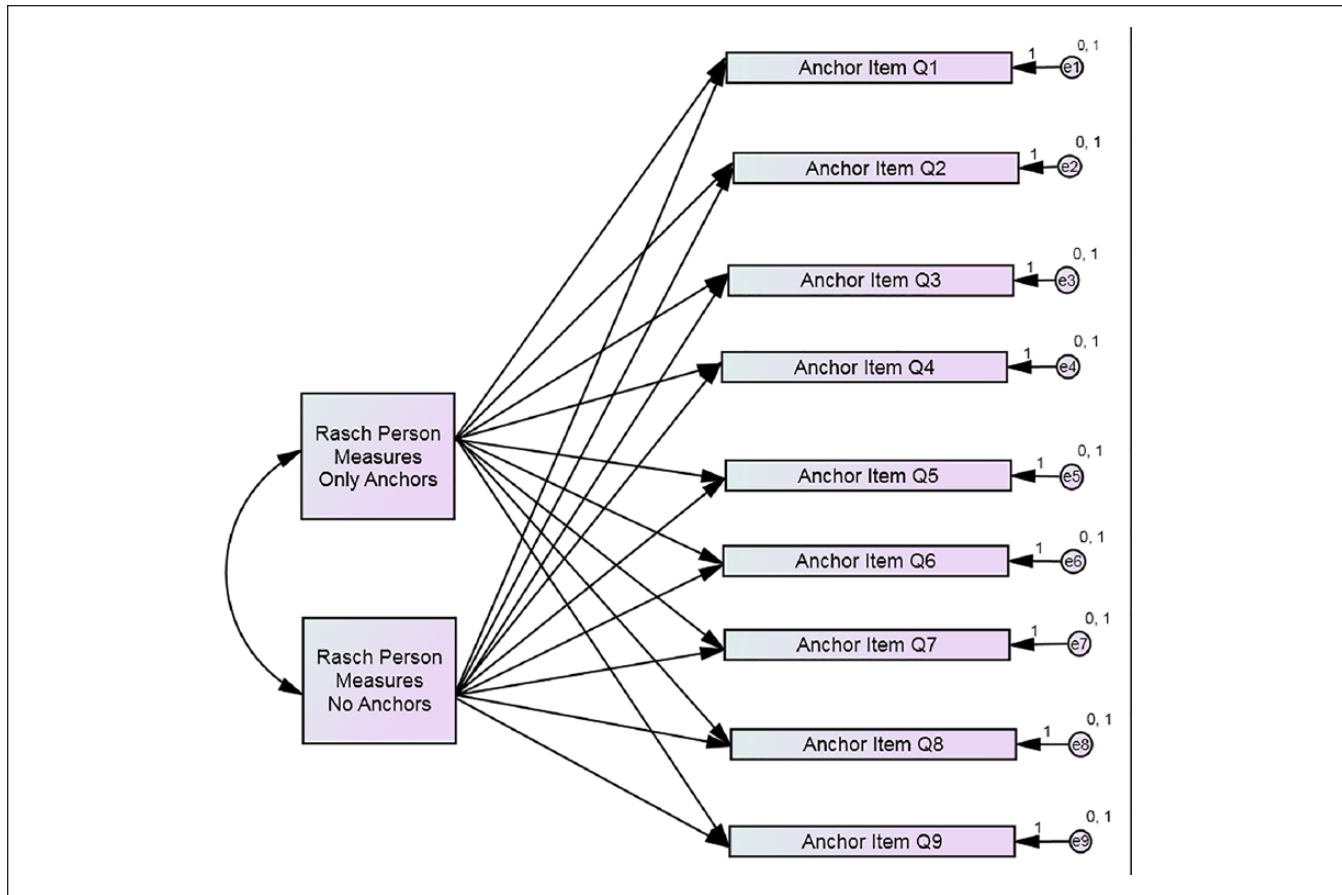 Anchor Item Q1
1
e1
0, 1
Anchor Item Q2
1
e2
0, 1
Anchor Item Q3
1
e3
0, 1
Anchor Item Q4
1
e4
0, 1
Rasch Person
Measures
Only Anchors
Anchor Item Q5
1
e5
0, 1
Anchor Item Q6
1
e6
0, 1
Rasch Person
Measures
No Anchors
Anchor Item Q7
1
e7
0, 1
Anchor Item Q8
1
e8
0, 1
Anchor Item Q9
1
e9
0, 1